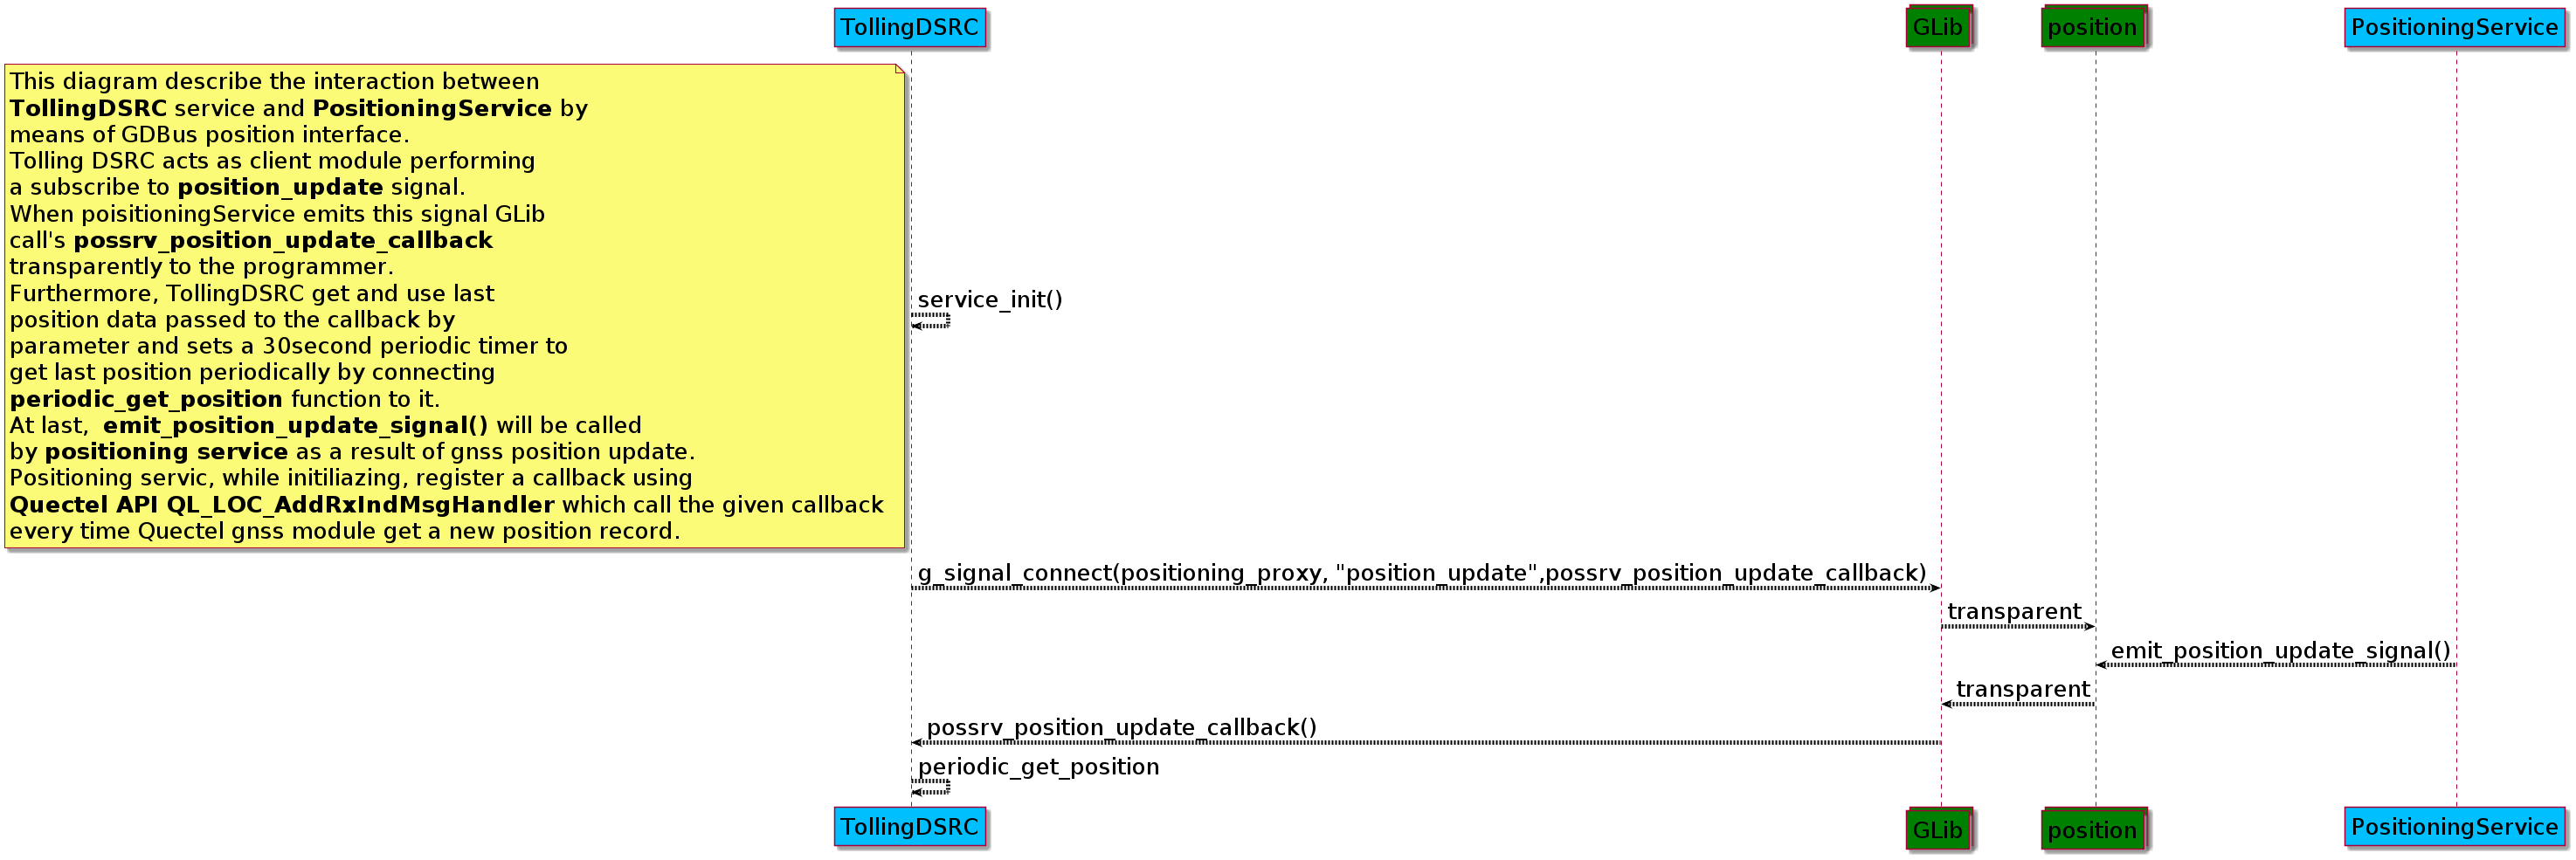 TollingDSRC
GLib
position
PositioningService
This diagram describe the interaction between
TollingDSRC service and PositioningService by
means of GDBus position interface.
Tolling DSRC acts as client module performing
a subscribe to position_update signal.
When poisitioningService emits this signal GLib
call's possrv_position_update_callback
transparently to the programmer.
Furthermore, TollingDSRC get and use last
position data passed to the callback by
parameter and sets a 30second periodic timer to
get last position periodically by connecting
periodic_get_position function to it.
At last,  emit_position_update_signal() will be called
by positioning service as a result of gnss position update.
Positioning servic, while initiliazing, register a callback using
Quectel API QL_LOC_AddRxIndMsgHandler which call the given callback
every time Quectel gnss module get a new position record.
service_init()
g_signal_connect(positioning_proxy, "position_update",possrv_position_update_callback)
transparent
emit_position_update_signal()
transparent
possrv_position_update_callback()
periodic_get_position
TollingDSRC
GLib
position
PositioningService